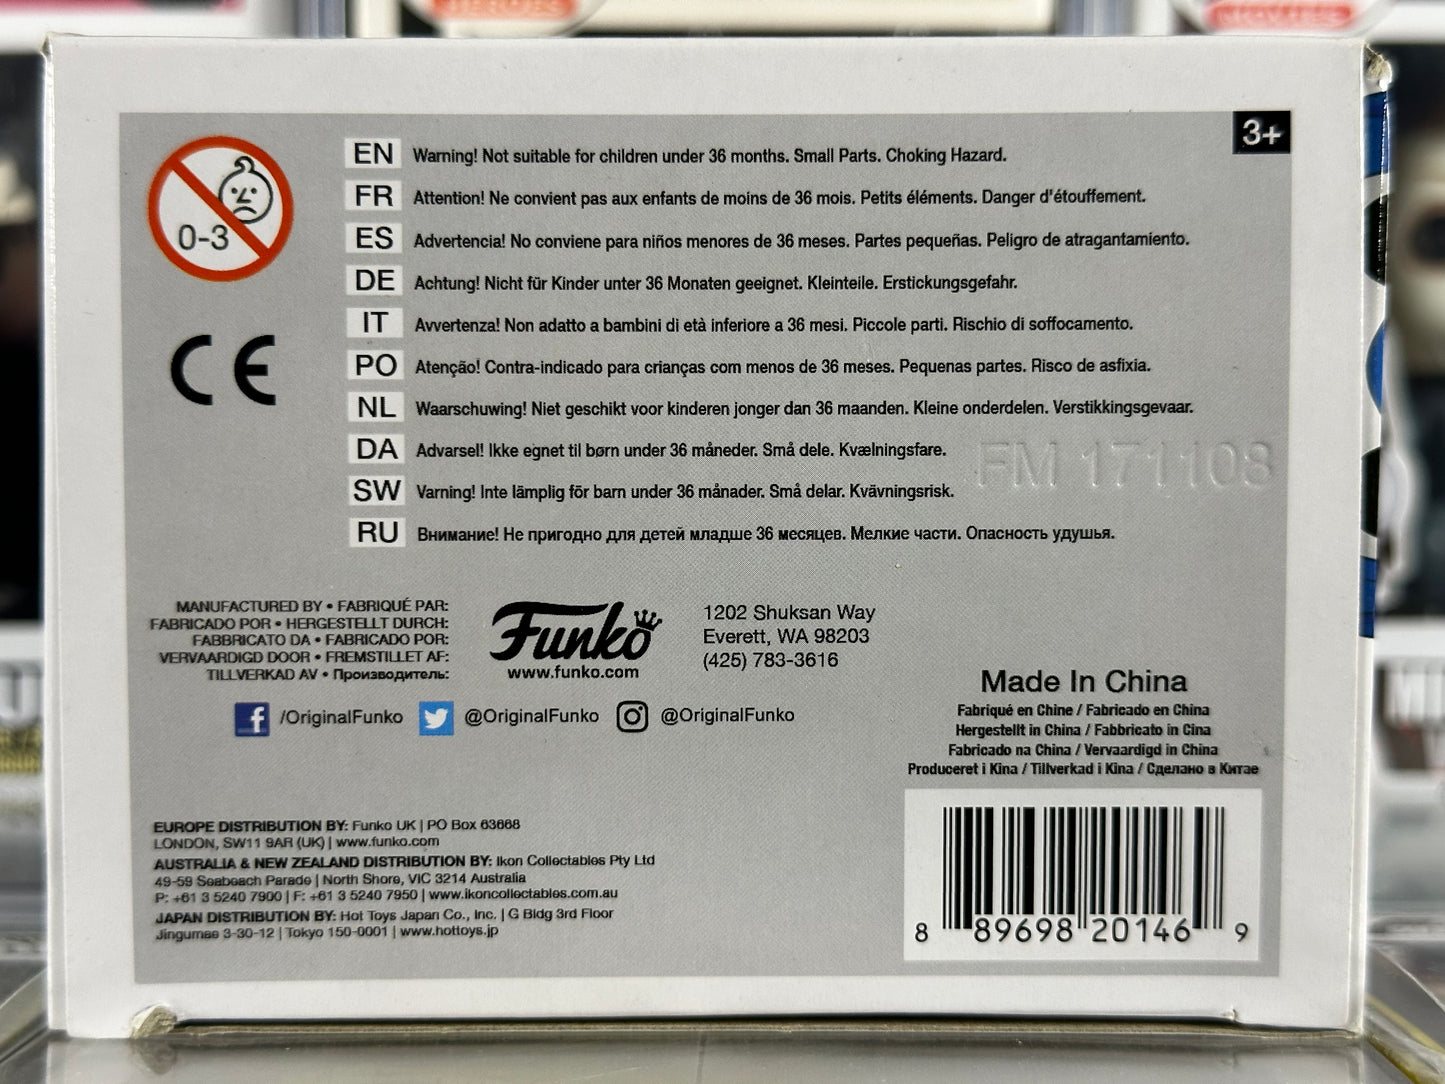 HEROES
MOVIES
3+
0-3
CE
EN Warning! Not suitable for children under 36 months. Small Parts. Choking Hazard.
FR Attention! Ne convient pas aux enfants de moins de 36 mois. Petits éléments. Danger d'étouffement.
ES Advertencia! No conviene para niños menores de 36 meses. Partes pequeñas. Peligro de atragantamiento.
DE Achtung! Nicht für Kinder unter 36 Monaten geeignet. Kleinteile. Erstickungsgefahr.
IT Avvertenza! Non adatto a bambini di età inferiore a 36 mesi. Piccole parti. Rischio di soffocamento.
PO Atenção! Contra-indicado para crianças com menos de 36 meses. Pequenas partes. Risco de asfixia.
NL Waarschuwing! Niet geschikt voor kinderen jonger dan 36 maanden. Kleine onderdelen. Verstikkingsgevaar.
DA Advarsel! Ikke egnet til børn under 36 måneder. Små dele. Kvælningsfare.
FM 171108
SW Varning! Inte lämplig för barn under 36 månader. Små delar. Kvävningsrisk.
RU Внимание! Не пригодно для детей младше 36 месяцев. Мелкие части. Опасность удушья.
MANUFACTURED BY • FABRIQUÉ PAR:
FABRICADO POR • HERGESTELLT DURCH:
FABBRICATO DA • FABRICADO POR:
VERVAARDIGD DOOR • FREMSTILLET AF:
TILLVERKAD AV • Производитель:
Funko
www.funko.com
1202 Shuksan Way
Everett, WA 98203
(425) 783-3616
/OriginalFunko @OriginalFunko @OriginalFunko
Made In China
Fabriqué en Chine / Fabricado en China
Hergestellt in China / Fabbricato in Cina
Fabricado na China / Vervaardigd in China
Produceret i Kina / Tillverkad i Kina / Сделано в Китае
EUROPE DISTRIBUTION BY: Funko UK | PO Box 63668
LONDON, SW11 9AR (UK) | www.funko.com
AUSTRALIA & NEW ZEALAND DISTRIBUTION BY: Ikon Collectables Pty Ltd
49-59 Seabeach Parade | North Shore, VIC 3214 Australia
P: +61 3 5240 7900 | F: +61 3 5240 7950 | www.ikoncollectables.com.au
JAPAN DISTRIBUTION BY: Hot Toys Japan Co., Inc. | G Bldg 3rd Floor
Jingumae 3-30-12 | Tokyo 150-0001 | www.hottoys.jp
8 89698 20146 9